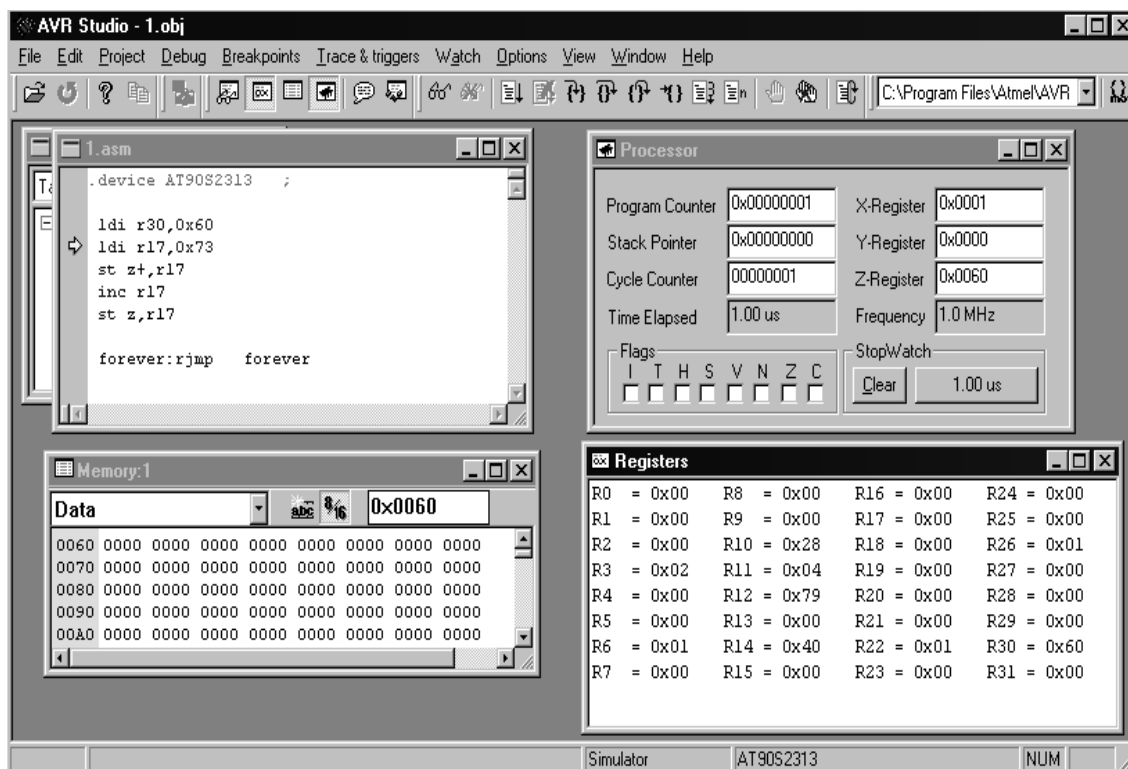 AVR Studio - 1.obj
File Edit Project Debug Breakpoints Trace & triggers Watch Options View Window Help
C:\Program Files\Atmel\AVR
1.asm
.device AT90S2313 ;
ldi r30,0x60
ldi r17,0x73
st z+,r17
inc r17
st z,r17
forever:rjmp forever
Processor
Program Counter 0x00000001 X-Register 0x0001
Stack Pointer 0x00000000 Y-Register 0x0000
Cycle Counter 00000001 Z-Register 0x0060
Time Elapsed 1.00 us Frequency 1.0 MHz
Flags StopWatch
I T H S V N Z C
Clear 1.00 us
Memory:1
Data abc 8/16 0x0060
0060 0000 0000 0000 0000 0000 0000 0000 0000
0070 0000 0000 0000 0000 0000 0000 0000 0000
0080 0000 0000 0000 0000 0000 0000 0000 0000
0090 0000 0000 0000 0000 0000 0000 0000 0000
00A0 0000 0000 0000 0000 0000 0000 0000 0000
Registers
R0 = 0x00 R8 = 0x00 R16 = 0x00 R24 = 0x00
R1 = 0x00 R9 = 0x00 R17 = 0x00 R25 = 0x00
R2 = 0x00 R10 = 0x28 R18 = 0x00 R26 = 0x01
R3 = 0x02 R11 = 0x04 R19 = 0x00 R27 = 0x00
R4 = 0x00 R12 = 0x79 R20 = 0x00 R28 = 0x00
R5 = 0x00 R13 = 0x00 R21 = 0x00 R29 = 0x00
R6 = 0x01 R14 = 0x40 R22 = 0x01 R30 = 0x60
R7 = 0x00 R15 = 0x00 R23 = 0x00 R31 = 0x00
Simulator AT90S2313 NUM